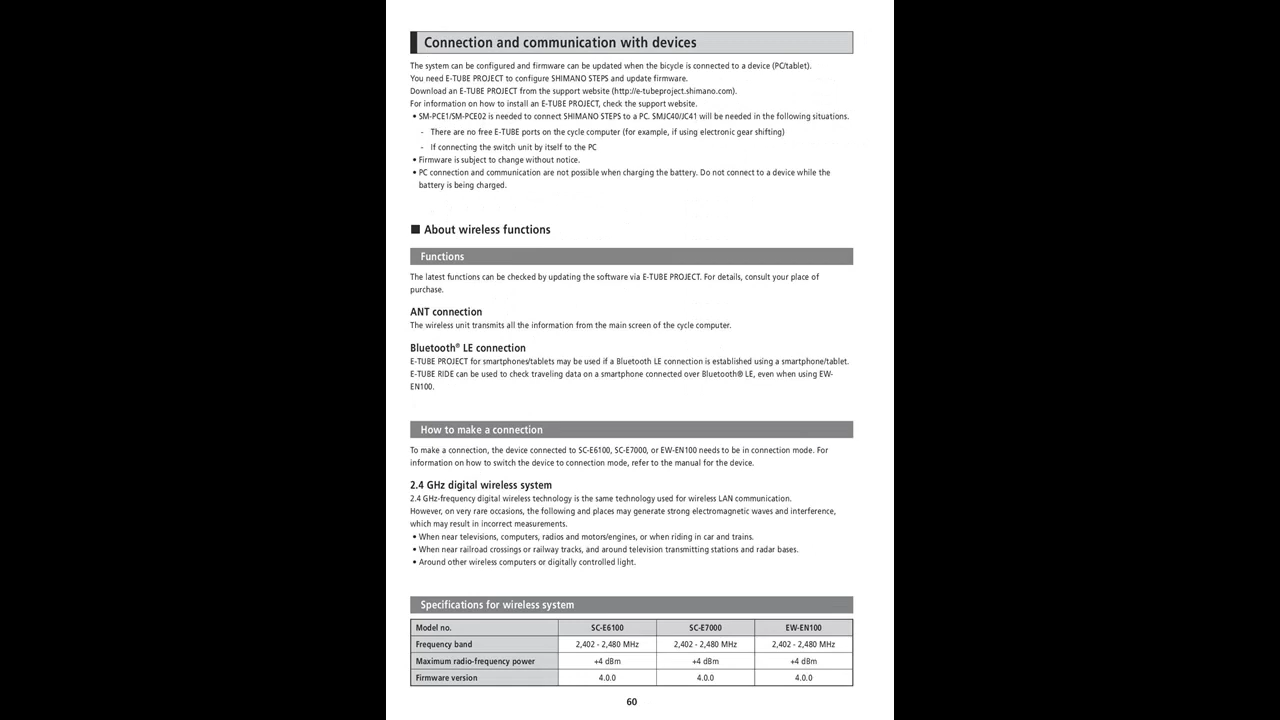 Connection and communication with devices
The system can be configured and firmware can be updated when the bicycle is connected to a device (PC/tablet).
You need E-TUBE PROJECT to configure SHIMANO STEPS and update firmware.
Download an E-TUBE PROJECT from the support website (http://e-tubeproject.shimano.com).
For information on how to install an E-TUBE PROJECT, check the support website.
• SM-PCE1/SM-PCE02 is needed to connect SHIMANO STEPS to a PC. SMJC40/JC41 will be needed in the following situations.
- There are no free E-TUBE ports on the cycle computer (for example, if using electronic gear shifting)
- If connecting the switch unit by itself to the PC
• Firmware is subject to change without notice.
• PC connection and communication are not possible when charging the battery. Do not connect to a device while the
battery is being charged.
■ About wireless functions
Functions
The latest functions can be checked by updating the software via E-TUBE PROJECT. For details, consult your place of
purchase.
ANT connection
The wireless unit transmits all the information from the main screen of the cycle computer.
Bluetooth® LE connection
E-TUBE PROJECT for smartphones/tablets may be used if a Bluetooth LE connection is established using a smartphone/tablet.
E-TUBE RIDE can be used to check traveling data on a smartphone connected over Bluetooth® LE, even when using EW-
EN100.
How to make a connection
To make a connection, the device connected to SC-E6100, SC-E7000, or EW-EN100 needs to be in connection mode. For
information on how to switch the device to connection mode, refer to the manual for the device.
2.4 GHz digital wireless system
2.4 GHz-frequency digital wireless technology is the same technology used for wireless LAN communication.
However, on very rare occasions, the following and places may generate strong electromagnetic waves and interference,
which may result in incorrect measurements.
• When near televisions, computers, radios and motors/engines, or when riding in car and trains.
• When near railroad crossings or railway tracks, and around television transmitting stations and radar bases.
• Around other wireless computers or digitally controlled light.
Specifications for wireless system
Model no. SC-E6100 SC-E7000 EW-EN100
Frequency band 2,402 - 2,480 MHz 2,402 - 2,480 MHz 2,402 - 2,480 MHz
Maximum radio-frequency power +4 dBm +4 dBm +4 dBm
Firmware version 4.0.0 4.0.0 4.0.0
60